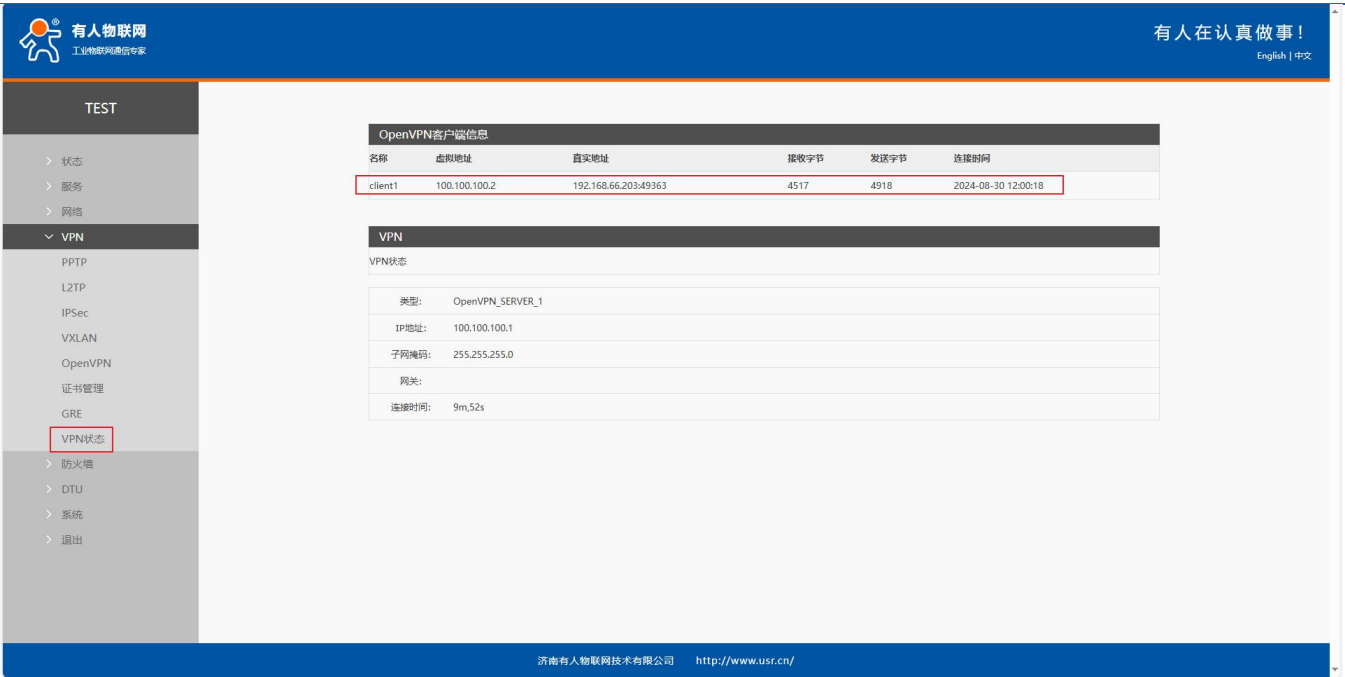 有人物联网
工业物联网通信专家
有人在认真做事！
English | 中文
TEST
状态
服务
网络
VPN
PPTP
L2TP
IPSec
VXLAN
OpenVPN
证书管理
GRE
VPN状态
防火墙
DTU
系统
退出
OpenVPN客户端信息
名称 虚拟地址 真实地址 接收字节 发送字节 连接时间
client1 100.100.100.2 192.168.66.203:49363 4517 4918 2024-08-30 12:00:18
VPN
VPN状态
类型: OpenVPN_SERVER_1
IP地址: 100.100.100.1
子网掩码: 255.255.255.0
网关:
连接时间: 9m,52s
济南有人物联网技术有限公司 http://www.usr.cn/